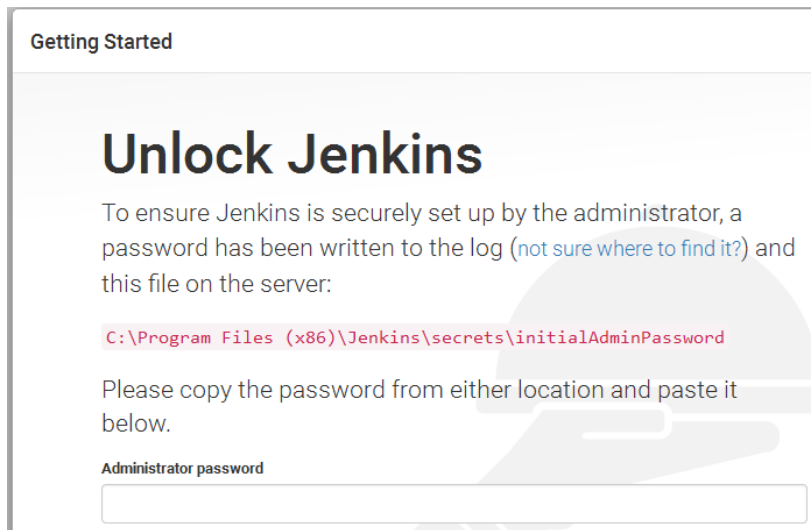 Getting Started
Unlock Jenkins
To ensure Jenkins is securely set up by the administrator, a
password has been written to the log (not sure where to find it?) and
this file on the server:
C:\Program Files (x86)\Jenkins\secrets\initialAdminPassword
Please copy the password from either location and paste it
below.
Administrator password